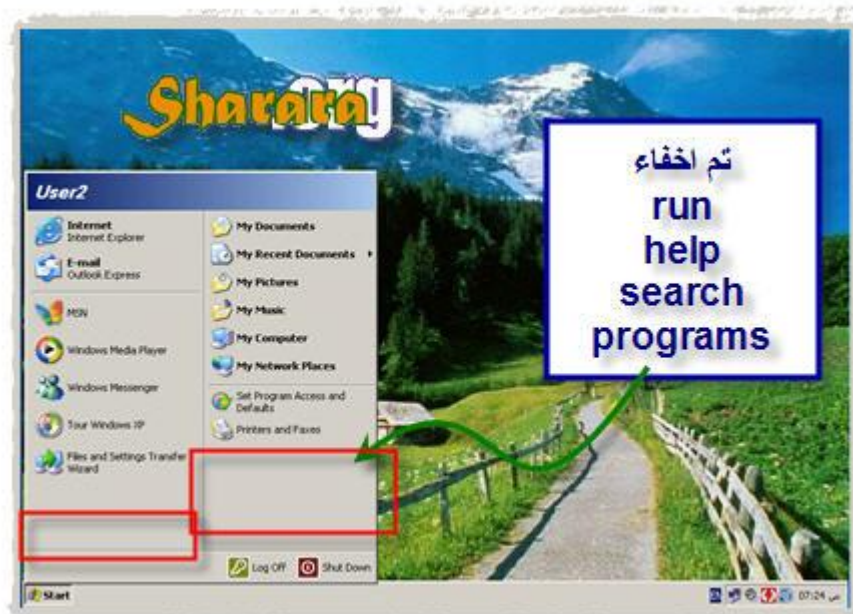 Sharara.org
تم اخفاء
run
help
search
programs
User2
Internet
Internet Explorer
E-mail
Outlook Express
MSN
Windows Media Player
Windows Messenger
Tour Windows XP
Files and Settings Transfer
Wizard
My Documents
My Recent Documents
My Pictures
My Music
My Computer
My Network Places
Set Program Access and
Defaults
Printers and Faxes
Log Off
Shut Down
Start
EN
07:24 ص